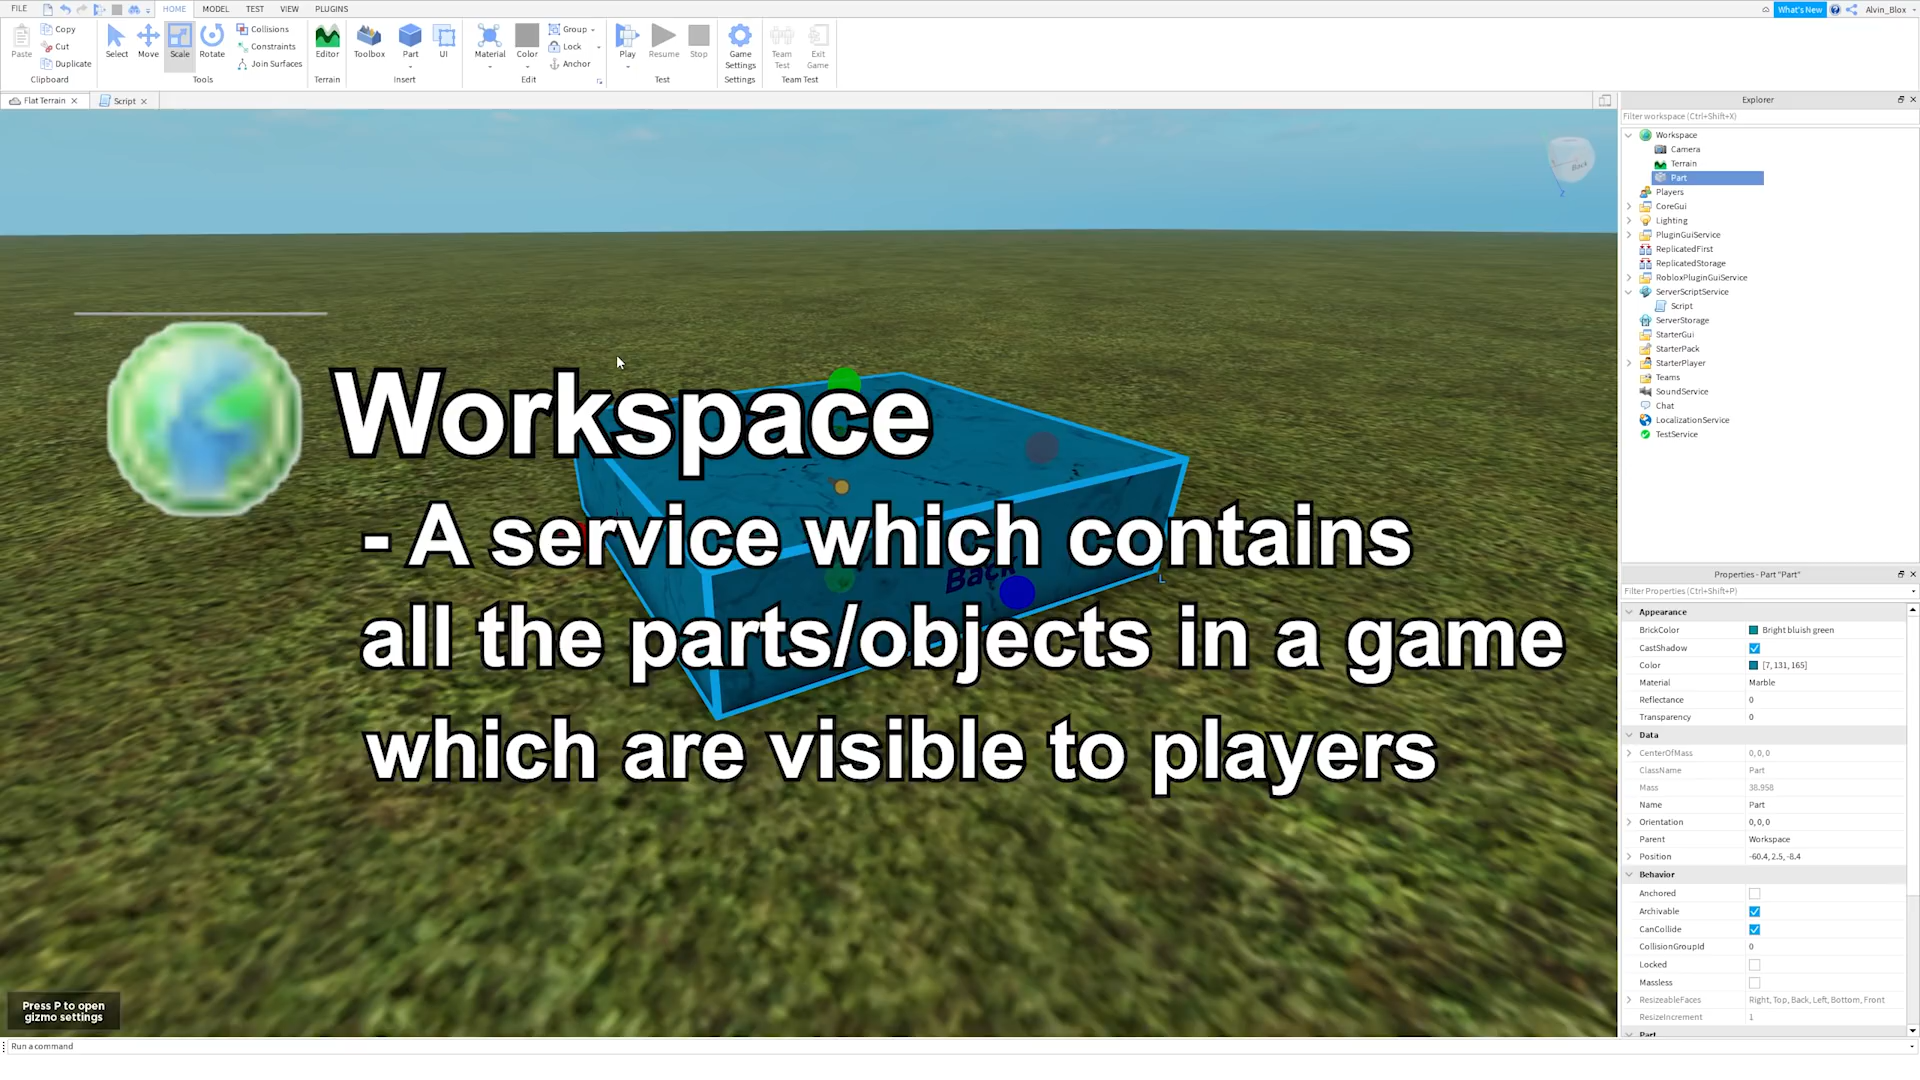 FILE HOME MODEL TEST VIEW PLUGINS What's New Alvin_Blox
Paste Copy Cut Duplicate Clipboard
Select Move Scale Rotate Collisions Constraints Join Surfaces Tools
Editor Terrain
Toolbox Part UI Insert
Material Color Group Lock Anchor Edit
Play Resume Stop Test
Game Settings Settings
Team Test Exit Game Team Test
Flat Terrain Script
Back
Workspace
- A service which contains
all the parts/objects in a game
which are visible to players
Back
L
Press P to open
gizmo settings
Run a command
Explorer
Filter workspace (Ctrl+Shift+X)
Workspace
Camera
Terrain
Part
Players
CoreGui
Lighting
PluginGuiService
ReplicatedFirst
ReplicatedStorage
RobloxPluginGuiService
ServerScriptService
Script
ServerStorage
StarterGui
StarterPack
StarterPlayer
Teams
SoundService
Chat
LocalizationService
TestService
Properties - Part "Part"
Filter Properties (Ctrl+Shift+P)
Appearance
BrickColor Bright bluish green
CastShadow
Color [7, 131, 165]
Material Marble
Reflectance 0
Transparency 0
Data
CenterOfMass 0, 0, 0
ClassName Part
Mass 38.958
Name Part
Orientation 0, 0, 0
Parent Workspace
Position -60.4, 2.5, -8.4
Behavior
Anchored
Archivable
CanCollide
CollisionGroupId 0
Locked
Massless
ResizeableFaces Right, Top, Back, Left, Bottom, Front
ResizeIncrement 1
Part